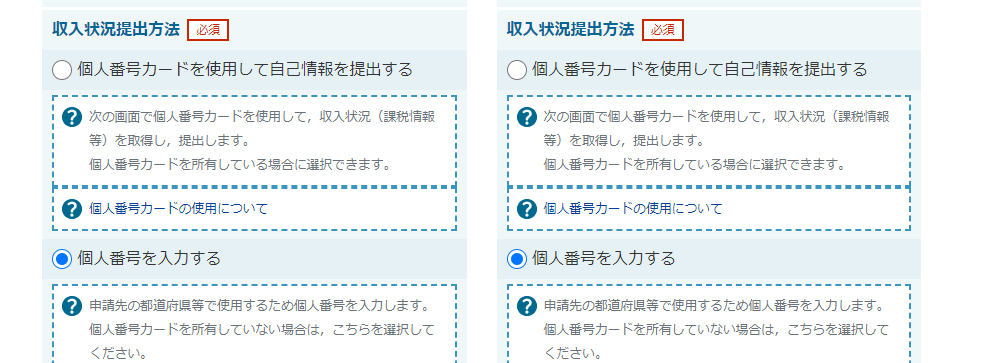 収入状況提出方法 必須
個人番号カードを使用して自己情報を提出する
次の画面で個人番号カードを使用して，収入状況（課税情報
等）を取得し，提出します。
個人番号カードを所有している場合に選択できます。
個人番号カードの使用について
個人番号を入力する
申請先の都道府県等で使用するため個人番号を入力します。
個人番号カードを所有していない場合は，こちらを選択して
ください。
収入状況提出方法 必須
個人番号カードを使用して自己情報を提出する
次の画面で個人番号カードを使用して，収入状況（課税情報
等）を取得し，提出します。
個人番号カードを所有している場合に選択できます。
個人番号カードの使用について
個人番号を入力する
申請先の都道府県等で使用するため個人番号を入力します。
個人番号カードを所有していない場合は，こちらを選択して
ください。